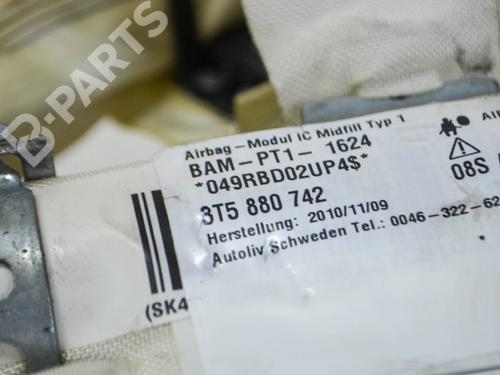 B-PARTS
Airbag-Modul IC Midfill Typ 1
BAM-PT1- 1624
*049RBD02UP4$*
3T5 880 742
Herstellung: 2010/11/09
Autoliv Schweden Tel.: 0046-322-62
08S
(SK4